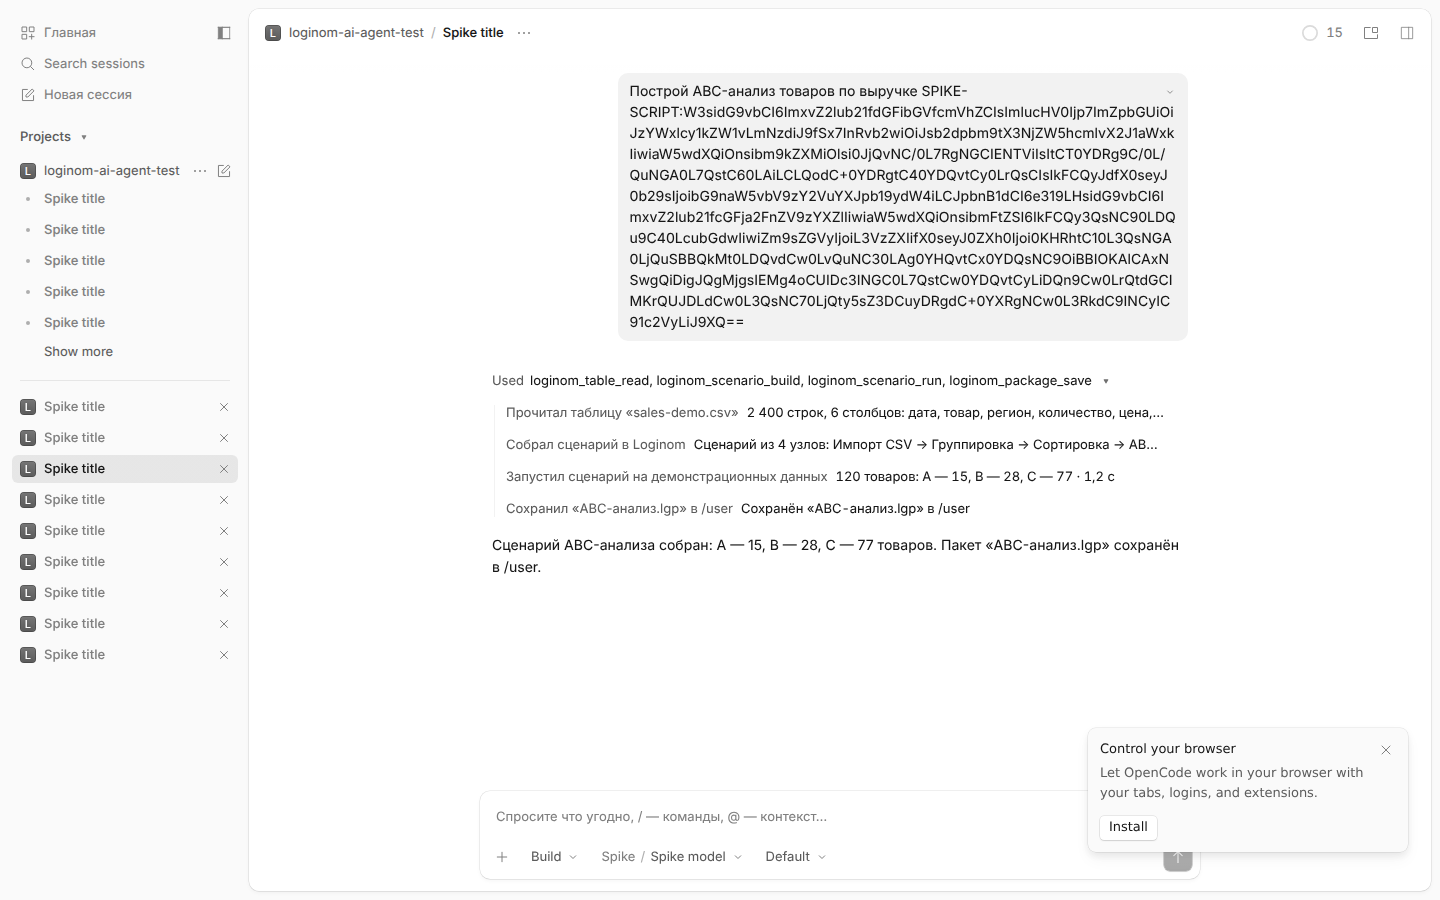 Главная
Search sessions
Новая сессия
Projects
L loginom-ai-agent-test
Spike title
Spike title
Spike title
Spike title
Spike title
Show more
L Spike title
L Spike title
L Spike title
L Spike title
L Spike title
L Spike title
L Spike title
L Spike title
L Spike title
L loginom-ai-agent-test / Spike title
15
Построй ABC-анализ товаров по выручке SPIKE-
SCRIPT:W3sidG9vbCI6ImxvZ2lub21fdGFibGVfcmVhZCIsImlucHV0Ijp7ImZpbGUiOi
JzYWxlcy1kZW1vLmNzdiJ9fSx7InRvb2wiOiJsb2dpbm9tX3NjZW5hcmlvX2J1aWxk
IiwiaW5wdXQiOnsibm9kZXMiOlsi0JjQvNC/0L7RgNGCIENTViIsItCT0YDRg9C/0L/
QuNGA0L7QstC60LAiLCLQodC+0YDRgtC40YDQvtCy0LrQsCIsIkFCQyJdfX0seyJ
0b29sIjoibG9naW5vbV9zY2VuYXJpb19ydW4iLCJpbnB1dCI6e319LHsidG9vbCI6I
mxvZ2lub21fcGFja2FnZV9zYXZlIiwiaW5wdXQiOnsibmFtZSI6IkFCQy3QsNC90LDQ
u9C40LcubGdwIiwiZm9sZGVyIjoiL3VzZXIifX0seyJ0ZXh0Ijoi0KHRhtC10L3QsNGA
0LjQuSBBQkMt0LDQvdCw0LvQuNC30LAg0YHQvtCx0YDQsNC9OiBBIOKAlCAxN
SwgQiDigJQgMjgsIEMg4oCUIDc3INGC0L7QstCw0YDQvtCyLiDQn9Cw0LrQtdGCI
MKrQUJDLdCw0L3QsNC70LjQty5sZ3DCuyDRgdC+0YXRgNCw0L3RkdC9INCyIC
91c2VyLiJ9XQ==
Used loginom_table_read, loginom_scenario_build, loginom_scenario_run, loginom_package_save
Прочитал таблицу «sales-demo.csv» 2 400 строк, 6 столбцов: дата, товар, регион, количество, цена,...
Собрал сценарий в Loginom Сценарий из 4 узлов: Импорт CSV → Группировка → Сортировка → AB...
Запустил сценарий на демонстрационных данных 120 товаров: A — 15, B — 28, C — 77 · 1,2 с
Сохранил «ABC-анализ.lgp» в /user Сохранён «ABC-анализ.lgp» в /user
Сценарий ABC-анализа собран: A — 15, B — 28, C — 77 товаров. Пакет «ABC-анализ.lgp» сохранён
в /user.
Control your browser
Let OpenCode work in your browser with
your tabs, logins, and extensions.
Install
Спросите что угодно, / — команды, @ — контекст...
Build Spike / Spike model Default